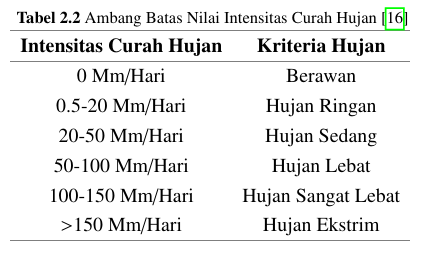 Tabel 2.2 Ambang Batas Nilai Intensitas Curah Hujan [16]
Intensitas Curah Hujan Kriteria Hujan
0 Mm/Hari Berawan
0.5-20 Mm/Hari Hujan Ringan
20-50 Mm/Hari Hujan Sedang
50-100 Mm/Hari Hujan Lebat
100-150 Mm/Hari Hujan Sangat Lebat
>150 Mm/Hari Hujan Ekstrim